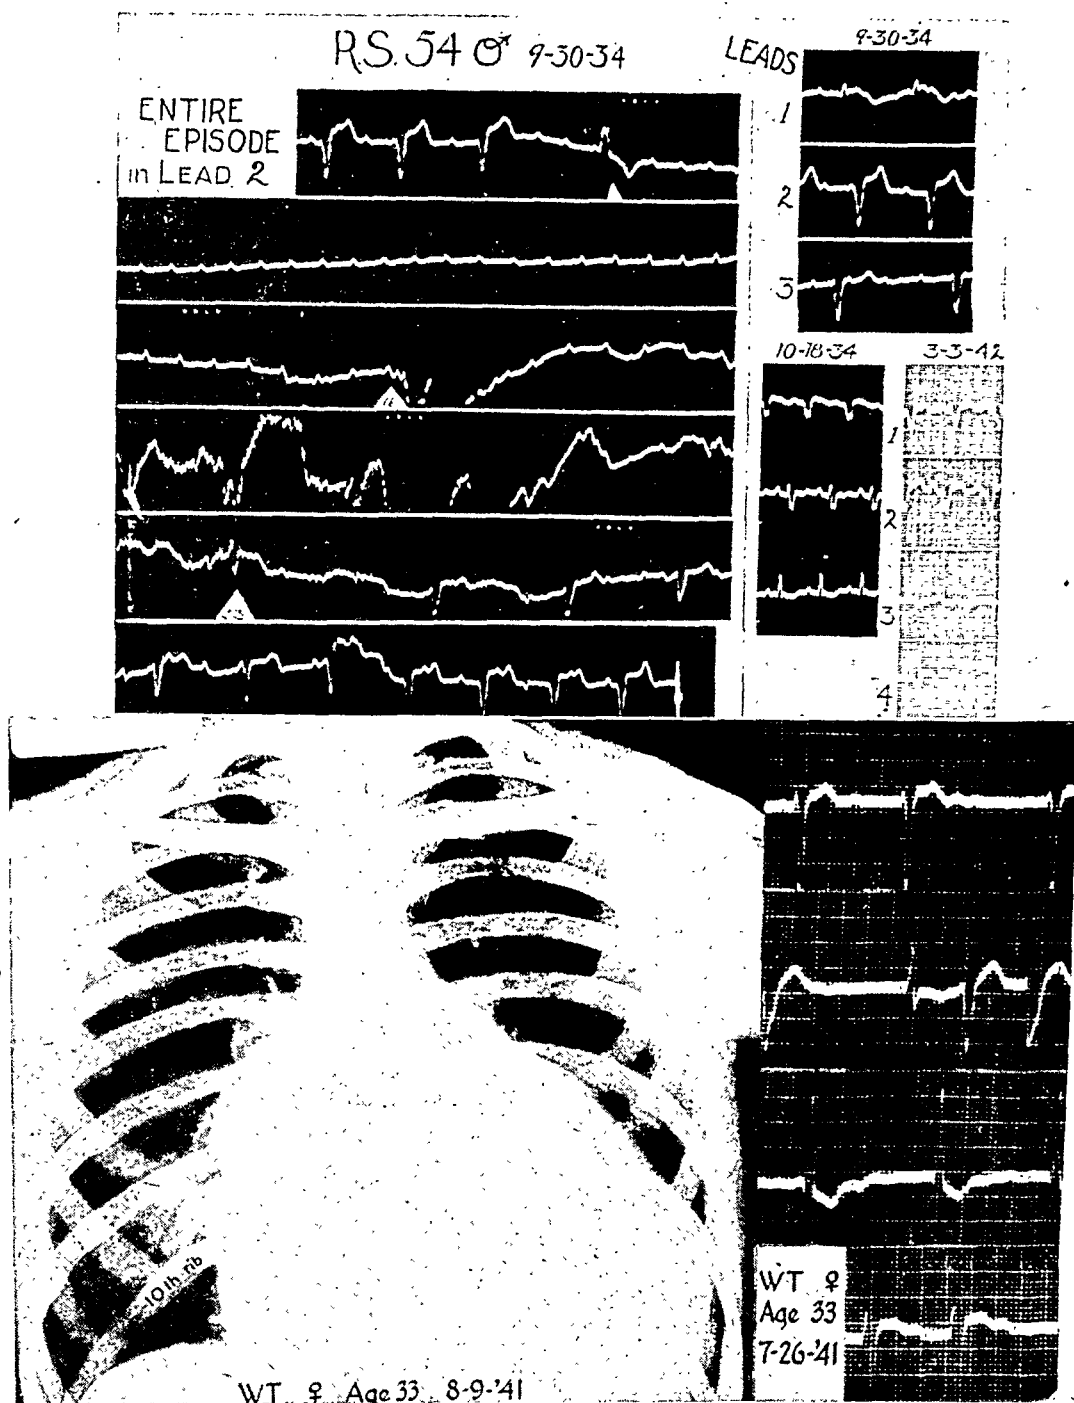 R.S. 54 ♂ 9-30-34
ENTIRE
EPISODE
in LEAD 2
LEADS
9-30-34
1
2
3
10-18-34
3-3-42
1
2
3
4
10th rib
WT ♀ Age 33 8-9-'41
WT ♀
Age 33
7-26-'41